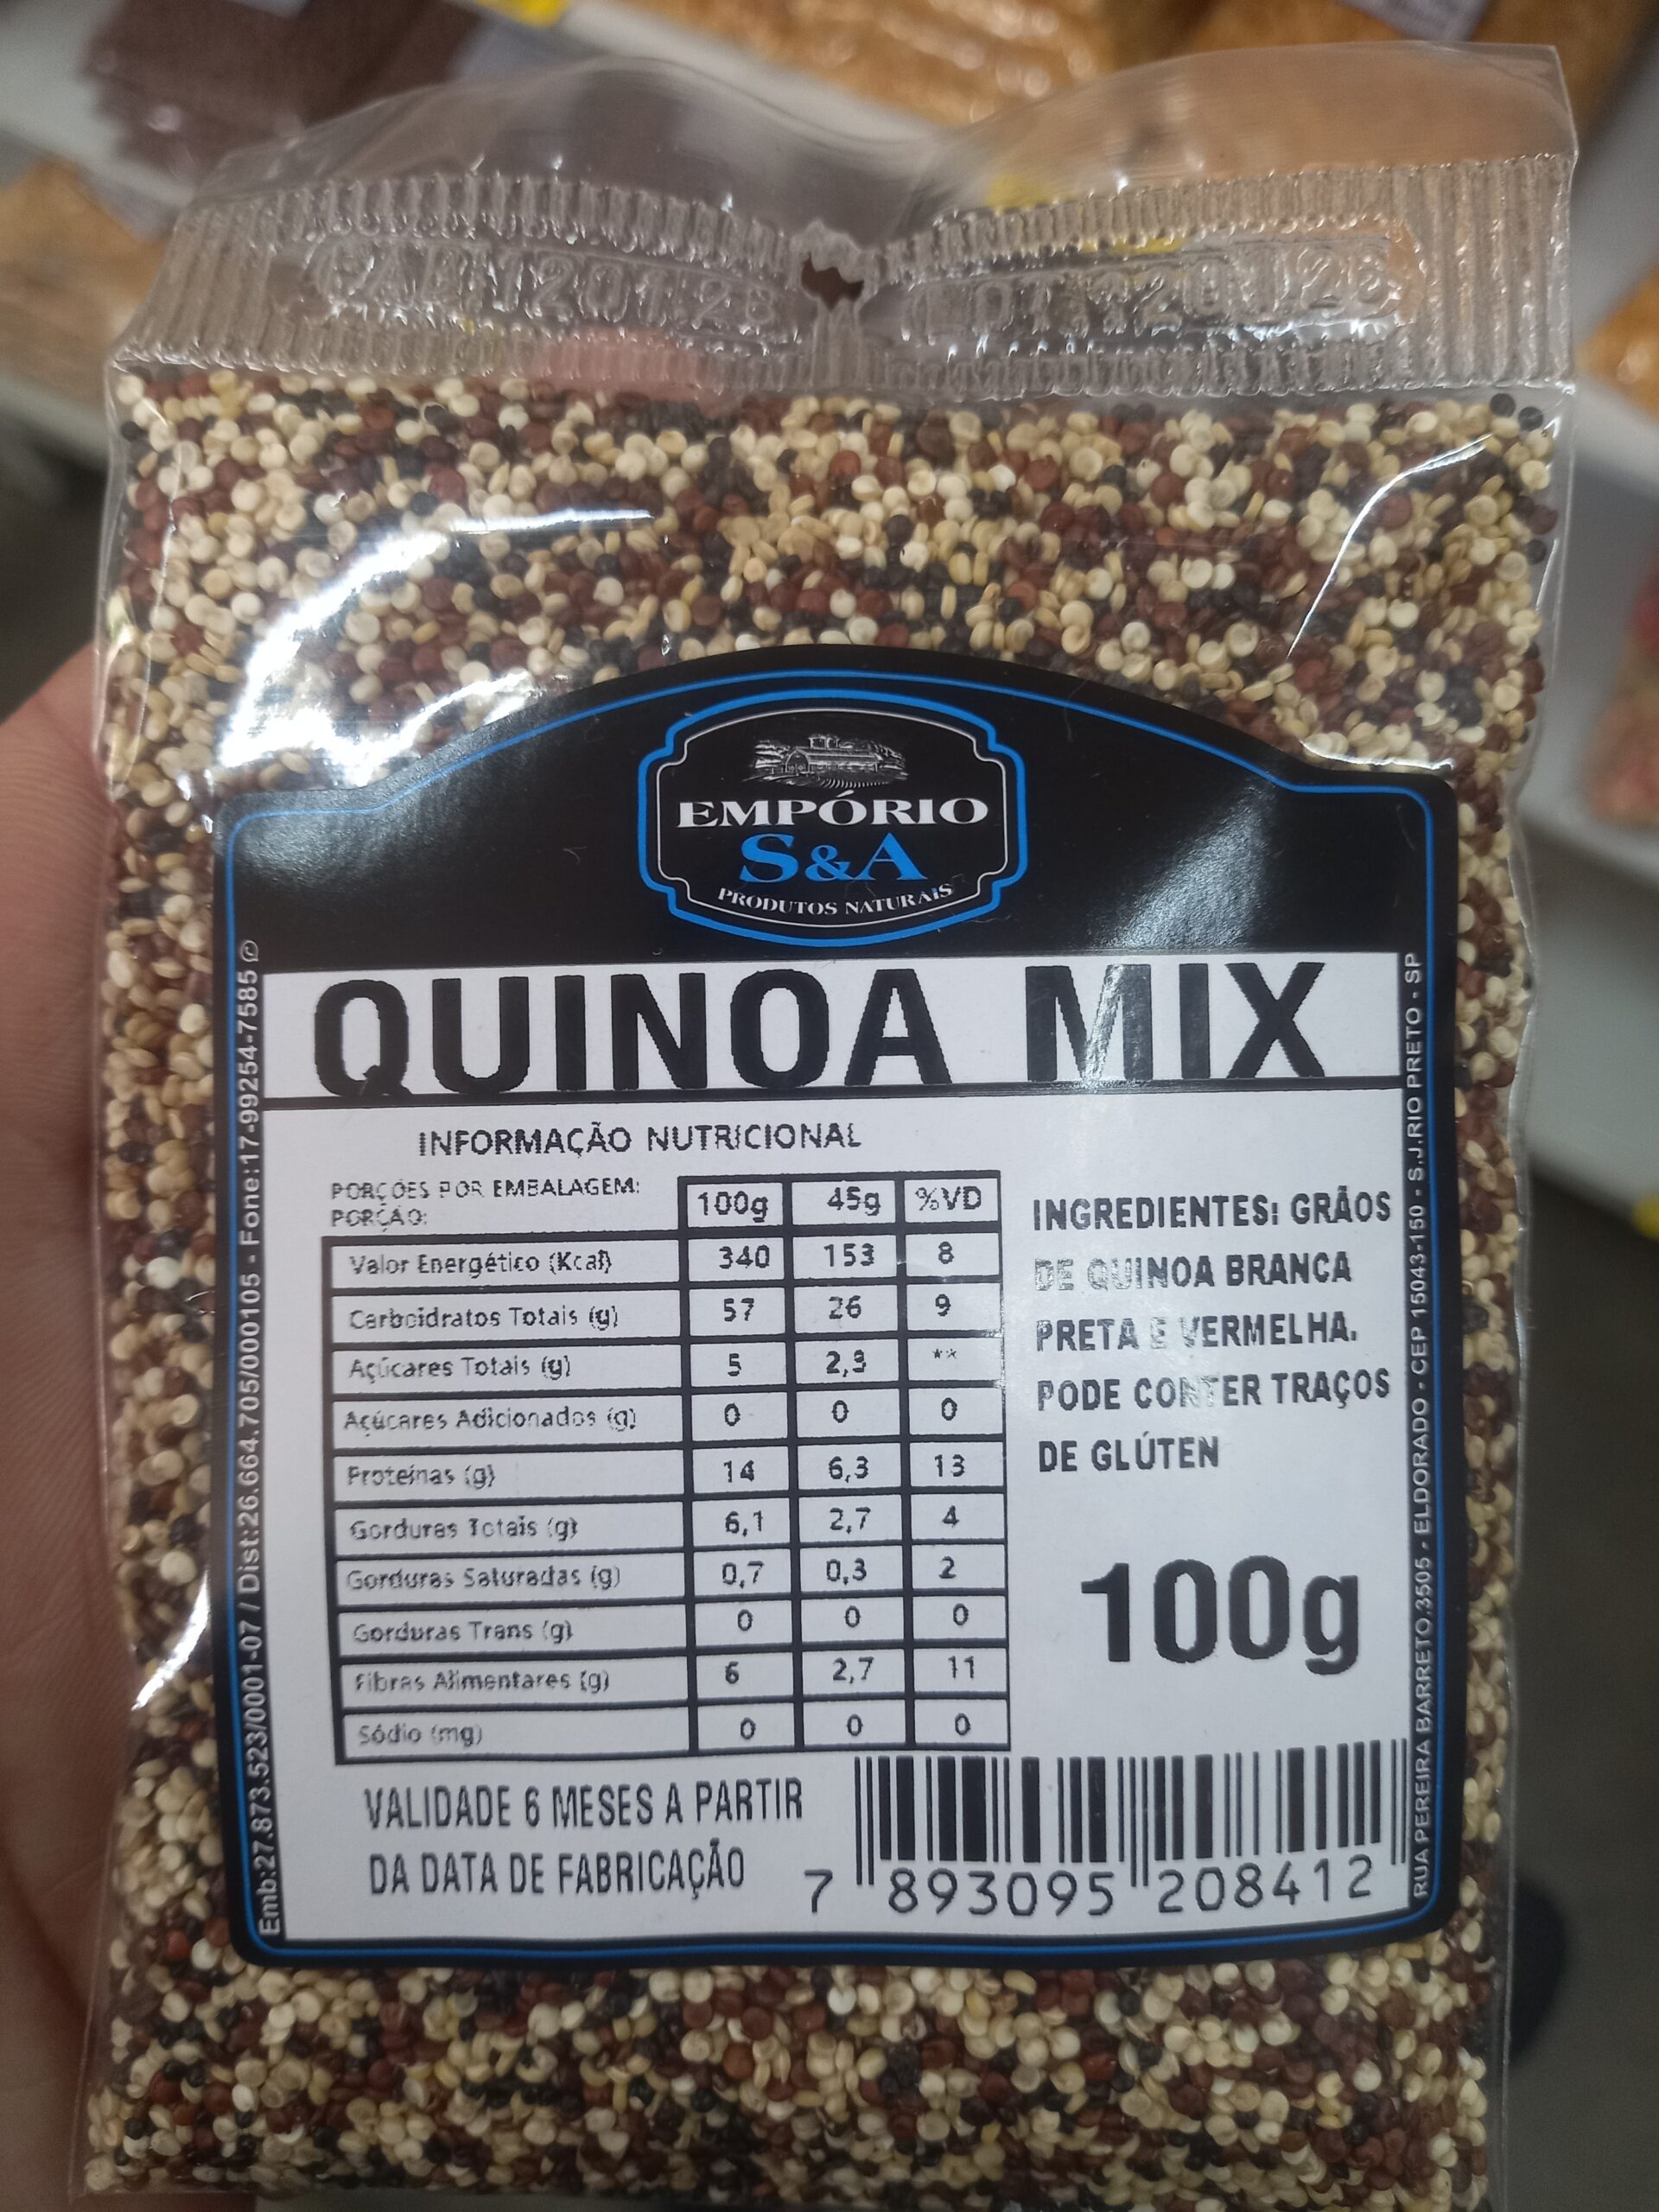 FAB.120126 LOT.:120126
EMPÓRIO
S&A
PRODUTOS NATURAIS
QUINOA MIX
INFORMAÇÃO NUTRICIONAL
PORÇÕES POR EMBALAGEM:
PORÇÃO:
100g 45g %VD
Valor Energético (Kcal) 340 153 8
Carboidratos Totais (g) 57 26 9
Açúcares Totais (g) 5 2,3 **
Açúcares Adicionados (g) 0 0 0
Proteínas (g) 14 6,3 13
Gorduras Totais (g) 6,1 2,7 4
Gorduras Saturadas (g) 0,7 0,3 2
Gorduras Trans (g) 0 0 0
Fibras Alimentares (g) 6 2,7 11
Sódio (mg) 0 0 0
INGREDIENTES: GRÃOS
DE QUINOA BRANCA
PRETA E VERMELHA.
PODE CONTER TRAÇOS
DE GLÚTEN
100g
VALIDADE 6 MESES A PARTIR
DA DATA DE FABRICAÇÃO
7 893095 208412
Emb:27.873.523/0001-07 / Dist:26.664.705/000105 - Fone:17-99254-7585
RUA PEREIRA BARRETO,3505 - ELDORADO - CEP 15043-150 - S.J.RIO PRETO - SP